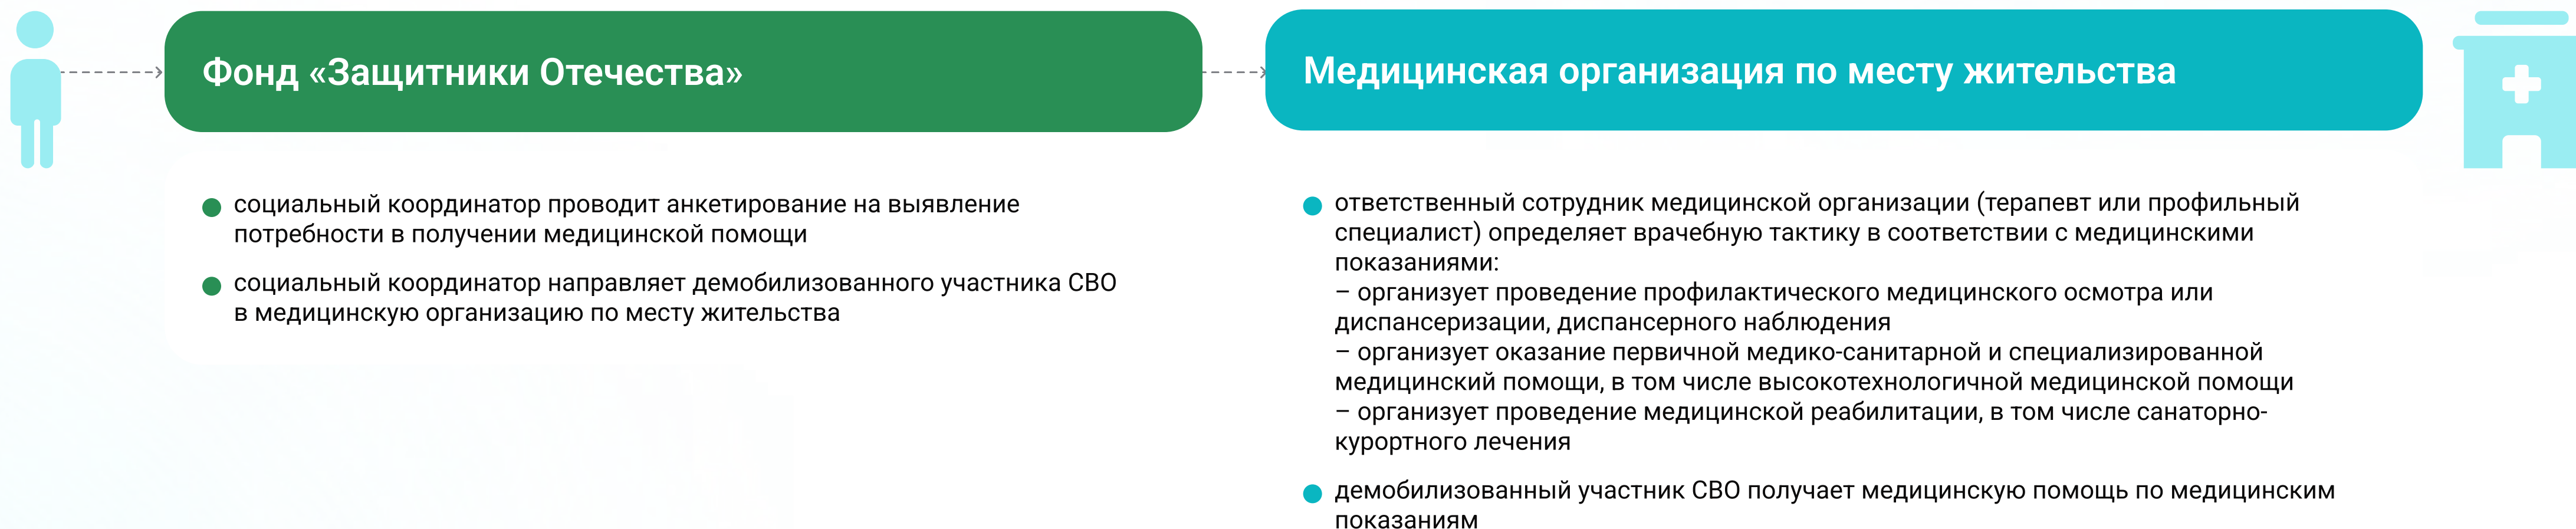 Фонд «Защитники Отечества»
социальный координатор проводит анкетирование на выявление
потребности в получении медицинской помощи
социальный координатор направляет демобилизованного участника СВО
в медицинскую организацию по месту жительства
Медицинская организация по месту жительства
ответственный сотрудник медицинской организации (терапевт или профильный
специалист) определяет врачебную тактику в соответствии с медицинскими
показаниями:
– организует проведение профилактического медицинского осмотра или
диспансеризации, диспансерного наблюдения
– организует оказание первичной медико-санитарной и специализированной
медицинский помощи, в том числе высокотехнологичной медицинской помощи
– организует проведение медицинской реабилитации, в том числе санаторно-
курортного лечения
демобилизованный участник СВО получает медицинскую помощь по медицинским
показаниям